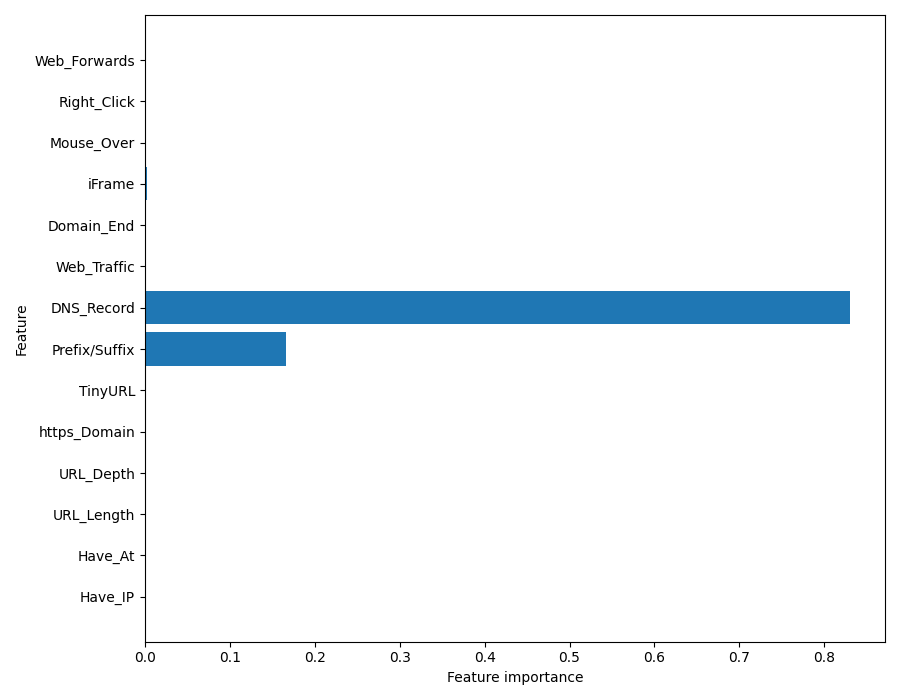 Web_Forwards
Right_Click
Mouse_Over
iFrame
Domain_End
Web_Traffic
DNS_Record
Prefix/Suffix
TinyURL
https_Domain
URL_Depth
URL_Length
Have_At
Have_IP
Feature
0.0 0.1 0.2 0.3 0.4 0.5 0.6 0.7 0.8
Feature importance